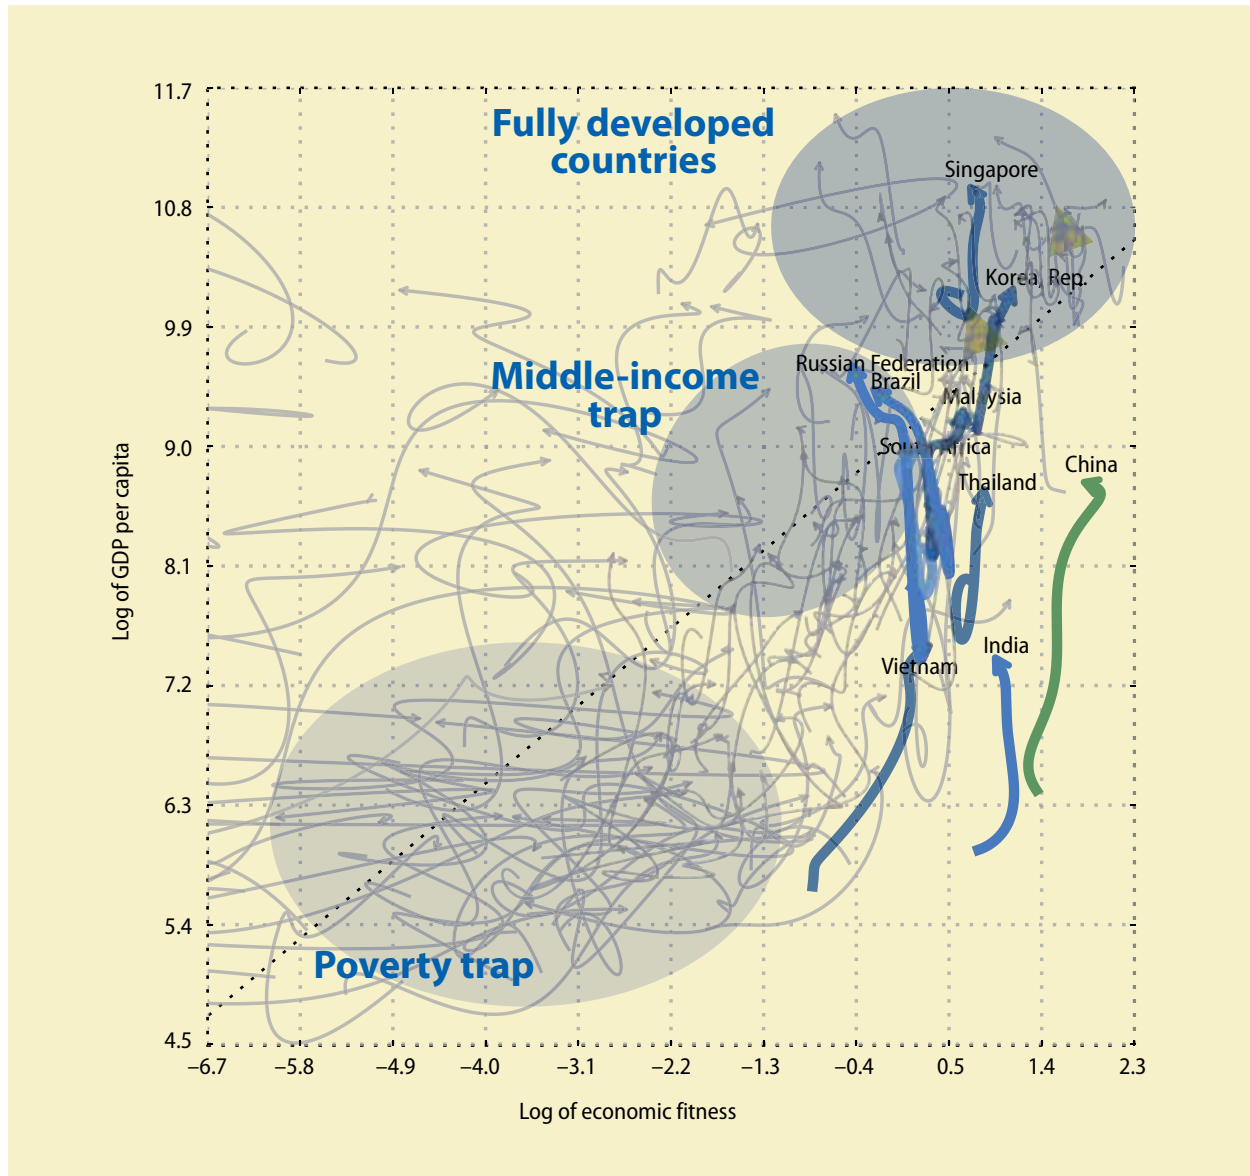 11.7
10.8
9.9
9.0
8.1
7.2
6.3
5.4
4.5
Log of GDP per capita
Fully developed
countries
Singapore
Korea, Rep.
Middle-income
trap
Russian Federation
Brazil
Malaysia
South Africa
China
Thailand
India
Vietnam
Poverty trap
−6.7
−5.8
−4.9
−4.0
−3.1
−2.2
−1.3
−0.4
0.5
1.4
2.3
Log of economic fitness